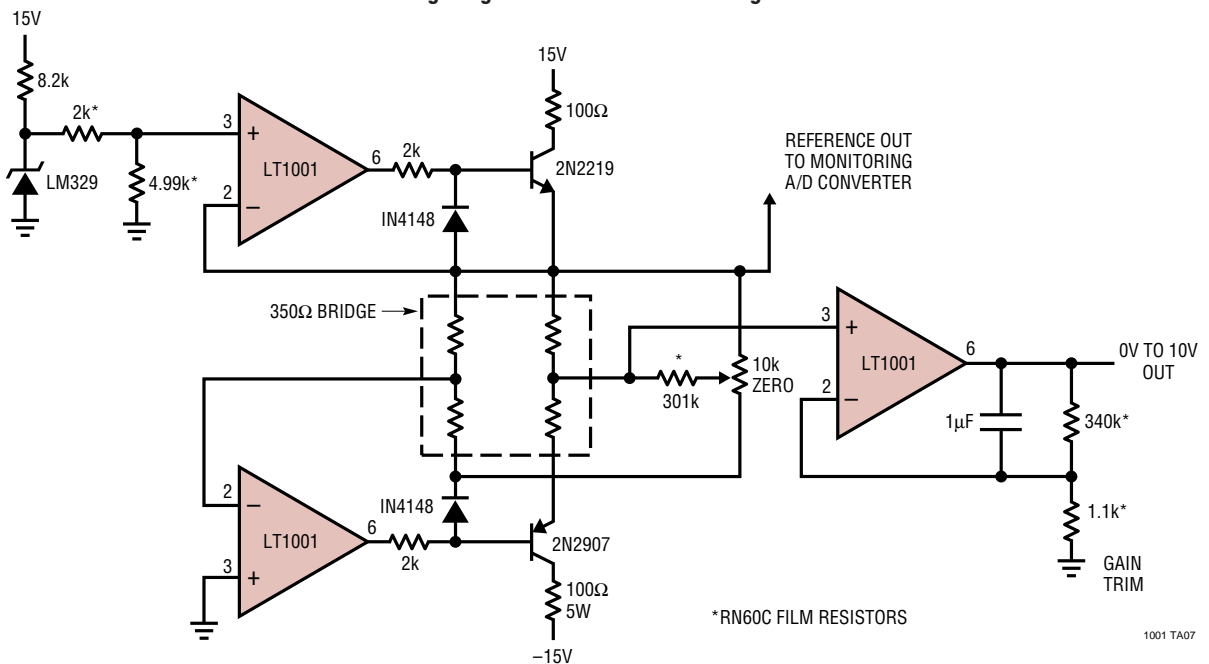 15V
8.2k
2k*
LM329
4.99k*
3
+
2
–
LT1001
6
2k
IN4148
15V
100Ω
2N2219
REFERENCE OUT
TO MONITORING
A/D CONVERTER
350Ω BRIDGE
*
301k
10k
ZERO
3
+
2
–
LT1001
6
0V TO 10V
OUT
1µF
340k*
1.1k*
GAIN
TRIM
2
–
3
+
LT1001
6
2k
IN4148
2N2907
100Ω
5W
–15V
*RN60C FILM RESISTORS
1001 TA07